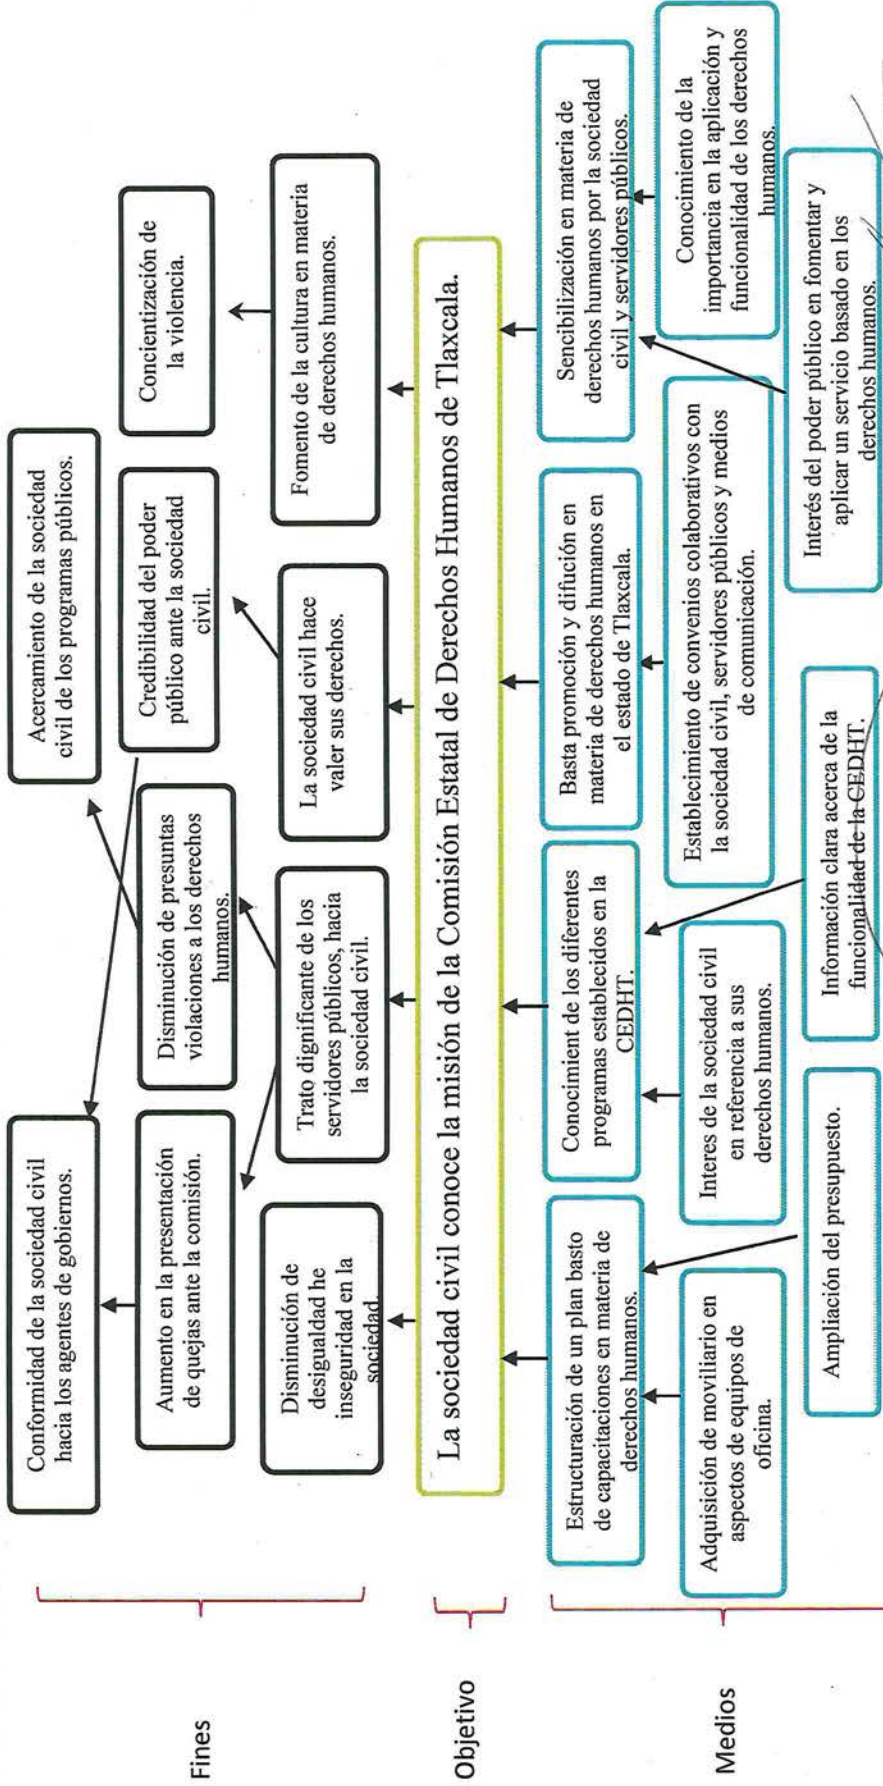 Fines
Conformidad de la sociedad civil
hacia los agentes de gobiernos.
Acercamiento de la sociedad
civil de los programas públicos.
Aumento en la presentación
de quejas ante la comisión.
Disminución de presuntas
violaciones a los derechos
humanos.
Credibilidad del poder
público ante la sociedad
civil.
Concientización de
la violencia.
Disminución de
desigualdad he
inseguridad en la
sociedad.
Trato dignificante de los
servidores públicos, hacia
la sociedad civil.
La sociedad civil hace
valer sus derechos.
Fomento de la cultura en materia
de derechos humanos.
Objetivo
La sociedad civil conoce la misión de la Comisión Estatal de Derechos Humanos de Tlaxcala.
Medios
Estructuración de un plan basto
de capacitaciones en materia de
derechos humanos.
Conocimient de los diferentes
programas establecidos en la
CEDHT.
Basta promoción y difución en
materia de derechos humanos en
el estado de Tlaxcala.
Sencibilización en materia de
derechos humanos por la sociedad
civil y servidores públicos.
Adquisición de moviliario en
aspectos de equipos de
oficina.
Interes de la sociedad civil
en referencia a sus
derechos humanos.
Establecimiento de convenios colaborativos con
la sociedad civil, servidores públicos y medios
de comunicación.
Conocimiento de la
importancia en la aplicación y
funcionalidad de los derechos
humanos.
Ampliación del presupuesto.
Información clara acerca de la
funcionalidad de la CEDHT.
Interés del poder público en fomentar y
aplicar un servicio basado en los
derechos humanos.